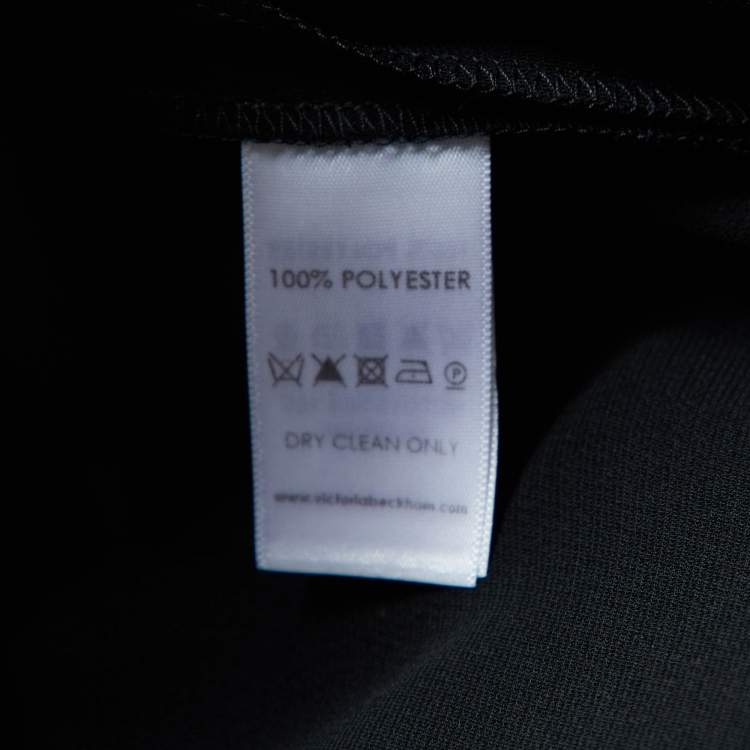 100% POLYESTER
P
DRY CLEAN ONLY
www.victoriabeckham.com